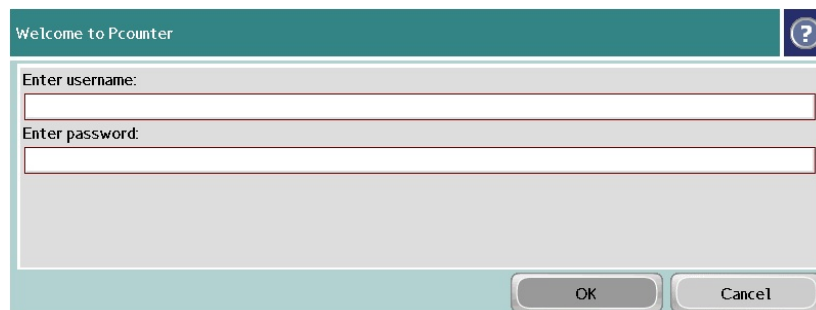 Welcome to Pcounter
?
Enter username:
Enter password:
OK
Cancel